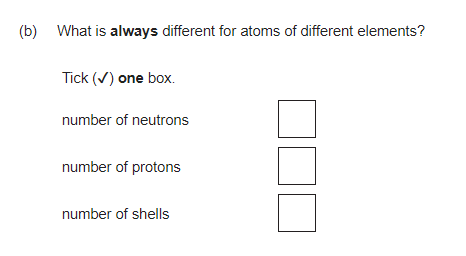 (b) What is always different for atoms of different elements?
Tick (✓) one box.
number of neutrons
number of protons
number of shells